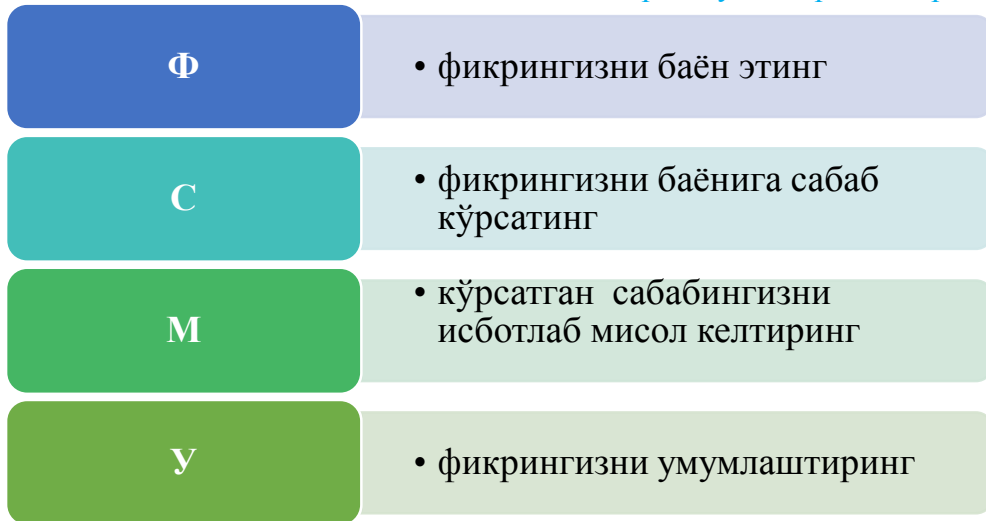 Ф
• фикрингизни баён этинг
С
• фикрингизни баёнига сабаб
кўрсатинг
М
• кўрсатган сабабингизни
исботлаб мисол келтиринг
У
• фикрингизни умумлаштиринг